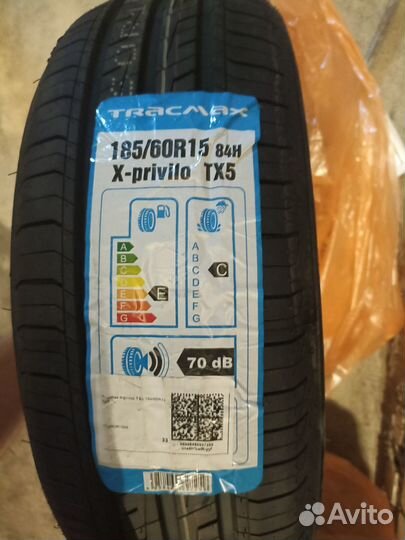 TRACMAX
185/60R15 84H
X-privilo TX5
A
B
C
D
E
F
G
E
A
B
C
D
E
F
G
C
70 dB
Avito